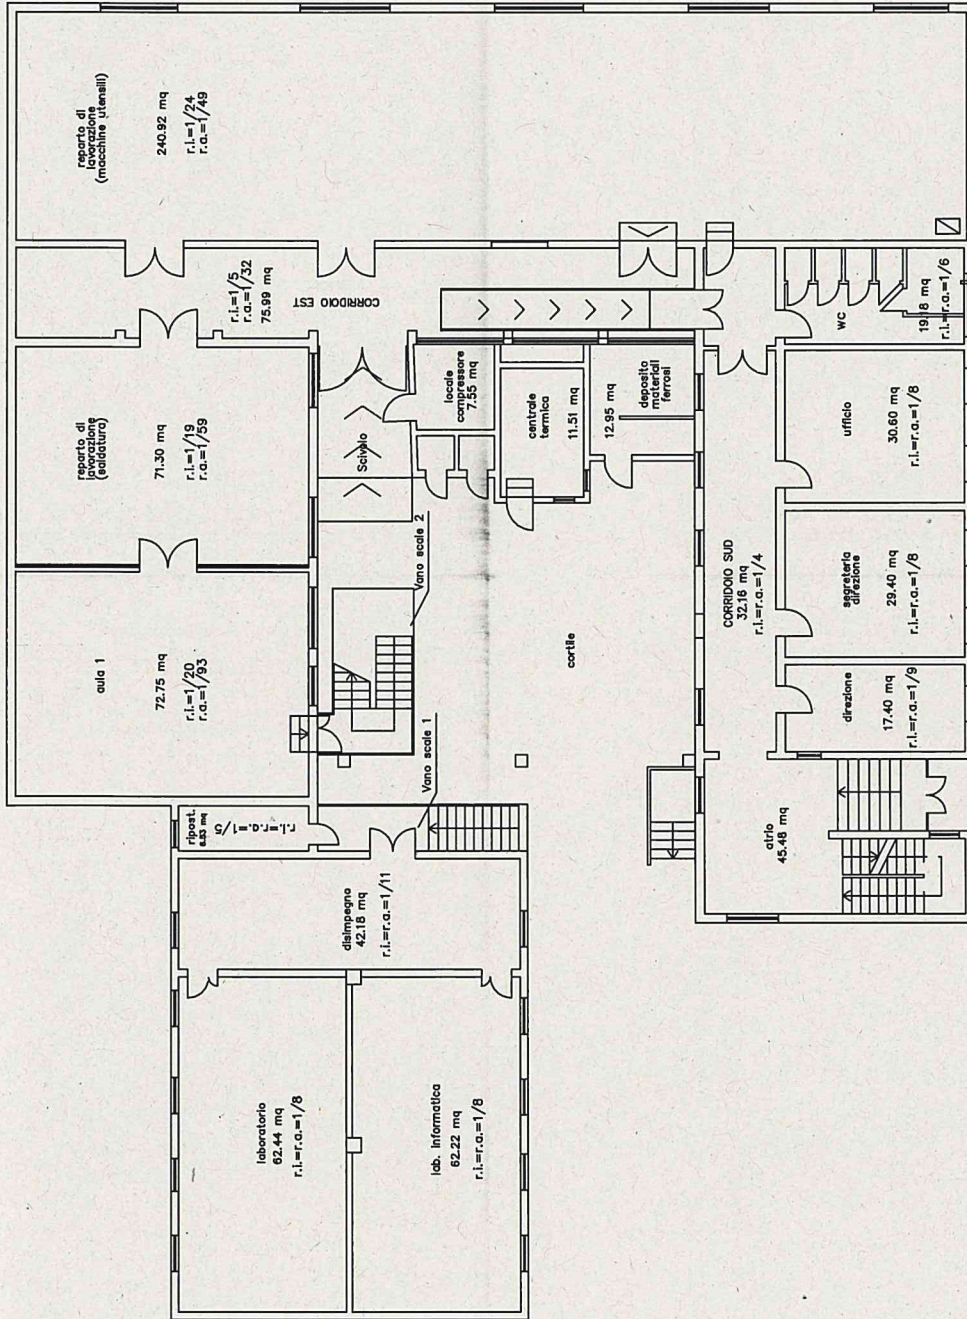 reparto di
lavorazione
(macchine utensili)
240.92 mq
r.i.=1/24
r.a.=1/49
r.i.=1/5
r.a.=1/32
75.99 mq
CORRIDOIO EST
reparto di
lavorazione
(saldatura)
71.30 mq
r.i.=1/19
r.a.=1/59
aula 1
72.75 mq
r.i.=1/20
r.a.=1/93
Scivolo
locale
compressore
7.55 mq
centrale
termica
11.51 mq
deposito
materiali
ferrosi
12.95 mq
Vano scale 2
Vano scale 1
cortile
WC
19.18 mq
r.i.=r.a.=1/6
ufficio
30.60 mq
r.i.=r.a.=1/8
CORRIDOIO SUD
32.16 mq
r.i.=r.a.=1/4
segreteria
direzione
29.40 mq
r.i.=r.a.=1/8
direzione
17.40 mq
r.i.=r.a.=1/9
atrio
45.48 mq
ripost.
6.53 mq
r.i.=r.a.=1/5
disimpegno
42.18 mq
r.i.=r.a.=1/11
laboratorio
62.44 mq
r.i.=r.a.=1/8
lab. informatica
62.22 mq
r.i.=r.a.=1/8